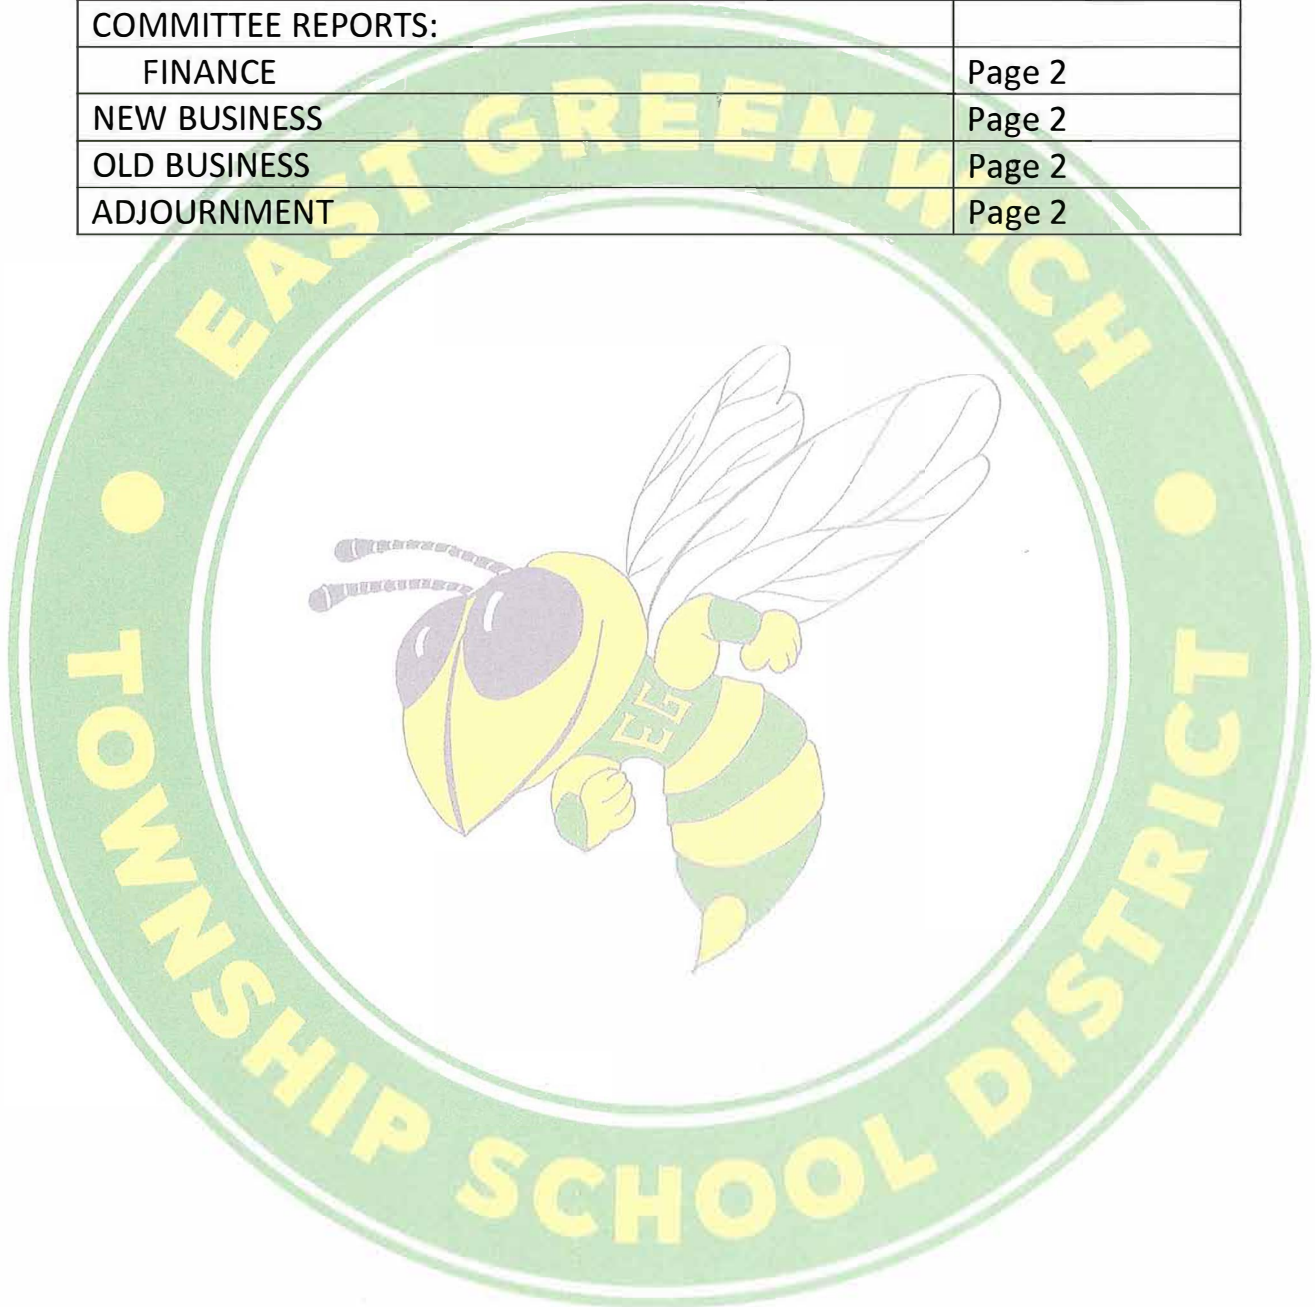 COMMITTEE REPORTS:
FINANCE Page 2
NEW BUSINESS Page 2
OLD BUSINESS Page 2
ADJOURNMENT Page 2
EAST GREENWICH
TOWNSHIP SCHOOL DISTRICT
EG